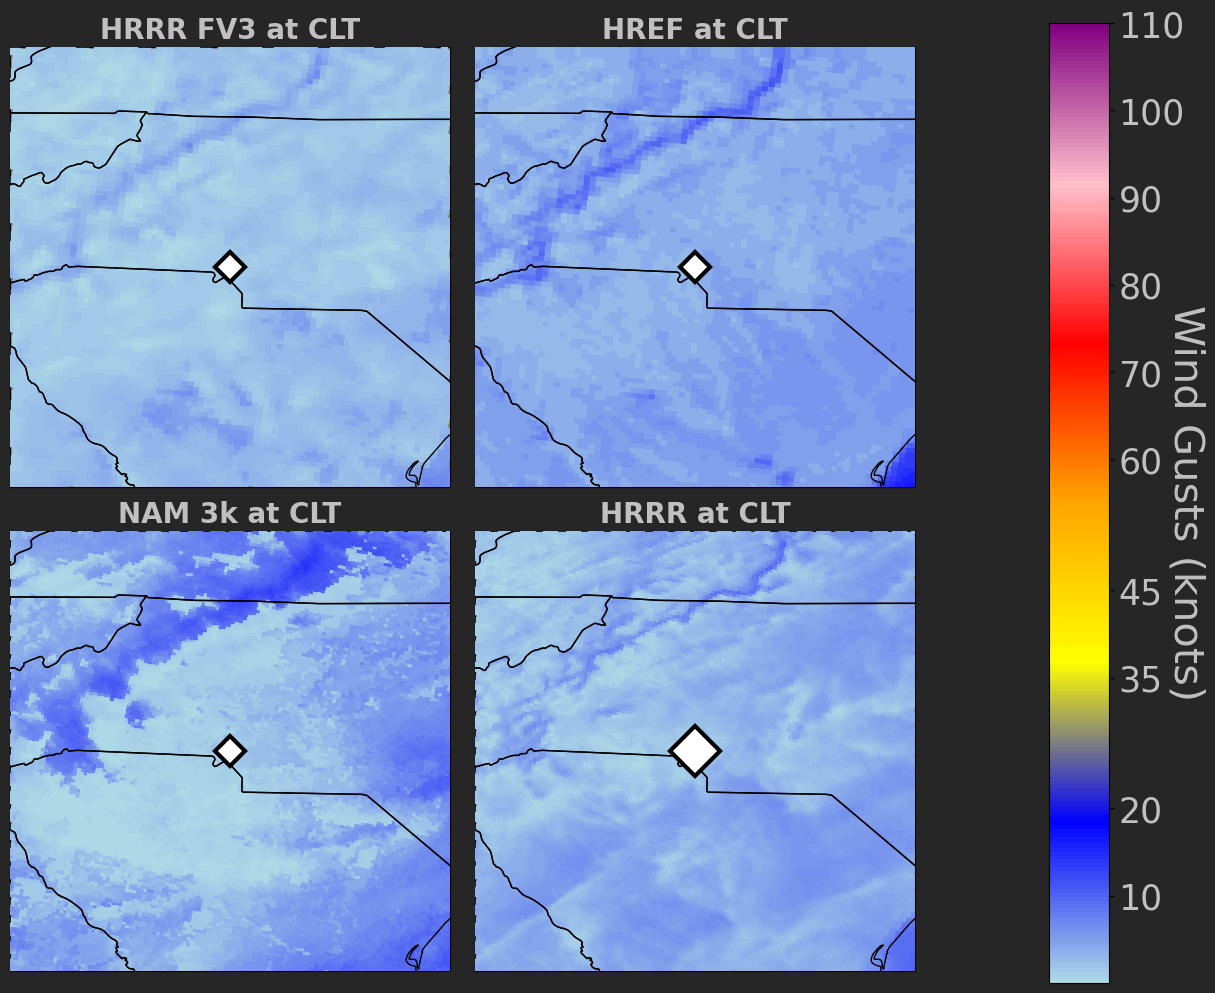 HRRR FV3 at CLT
HREF at CLT
NAM 3k at CLT
HRRR at CLT
110
100
90
80
70
60
45
35
20
10
Wind Gusts (knots)